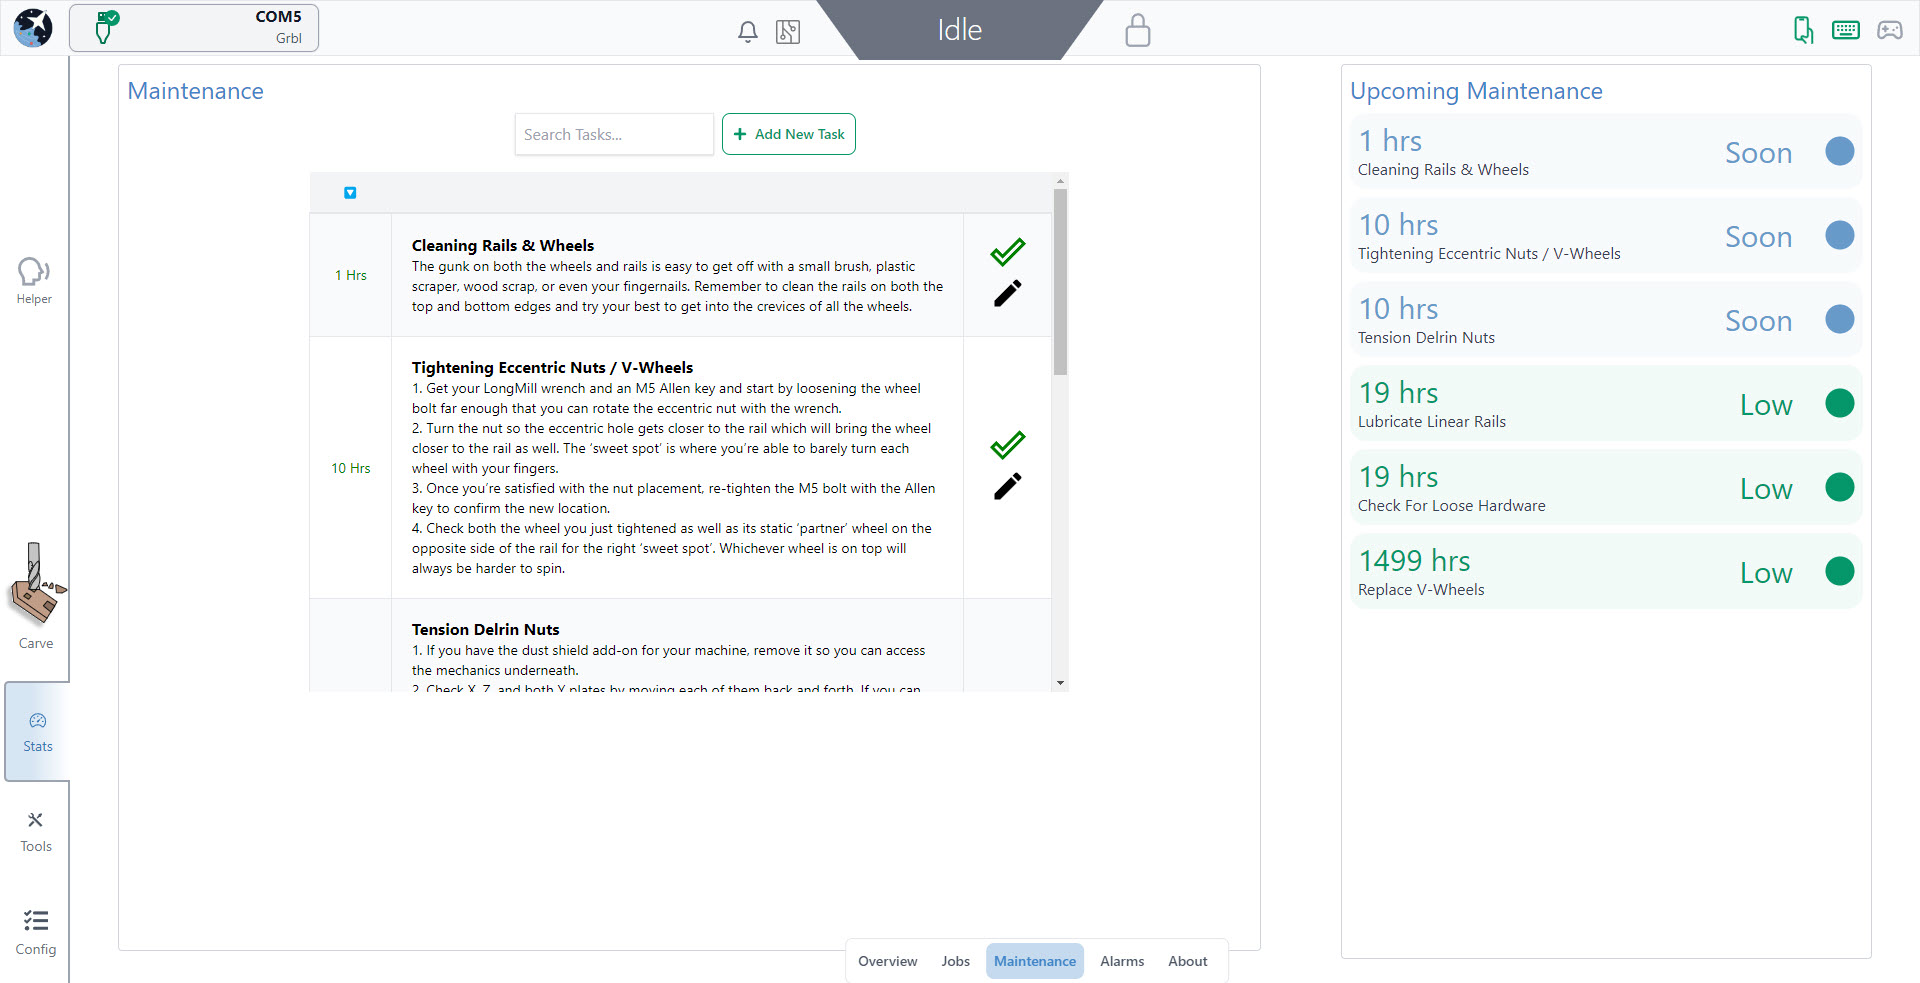 COM5
Grbl
Idle
Helper
Carve
Stats
Tools
Config
Maintenance
Search Tasks...
+ Add New Task
1 Hrs
Cleaning Rails & Wheels
The gunk on both the wheels and rails is easy to get off with a small brush, plastic
scraper, wood scrap, or even your fingernails. Remember to clean the rails on both the
top and bottom edges and try your best to get into the crevices of all the wheels.
10 Hrs
Tightening Eccentric Nuts / V-Wheels
1. Get your LongMill wrench and an M5 Allen key and start by loosening the wheel
bolt far enough that you can rotate the eccentric nut with the wrench.
2. Turn the nut so the eccentric hole gets closer to the rail which will bring the wheel
closer to the rail as well. The ‘sweet spot’ is where you’re able to barely turn each
wheel with your fingers.
3. Once you’re satisfied with the nut placement, re-tighten the M5 bolt with the Allen
key to confirm the new location.
4. Check both the wheel you just tightened as well as its static ‘partner’ wheel on the
opposite side of the rail for the right ‘sweet spot’. Whichever wheel is on top will
always be harder to spin.
Tension Delrin Nuts
1. If you have the dust shield add-on for your machine, remove it so you can access
the mechanics underneath.
2. Check X, Z, and both Y plates by moving each of them back and forth. If you can
Overview
Jobs
Maintenance
Alarms
About
Upcoming Maintenance
1 hrs
Cleaning Rails & Wheels
Soon
10 hrs
Tightening Eccentric Nuts / V-Wheels
Soon
10 hrs
Tension Delrin Nuts
Soon
19 hrs
Lubricate Linear Rails
Low
19 hrs
Check For Loose Hardware
Low
1499 hrs
Replace V-Wheels
Low